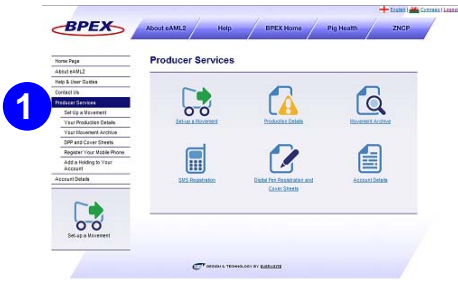 English | Cymraeg | Logout
BPEX
About eAML2
Help
BPEX Home
Pig Health
ZNCP
Home Page
About eAML2
Help & User Guides
Contact Us
Producer Services
Set Up a Movement
Your Production Details
Your Movement Archive
DPP and Cover Sheets
Register Your Mobile Phone
Add a Holding to Your
Account
Account Details
Set-up a Movement
1
Producer Services
Set-up a Movement
Production Details
Movement Archive
SMS Registration
Digital Pen Registration and
Cover Sheets
Account Details
DESIGN & TECHNOLOGY BY